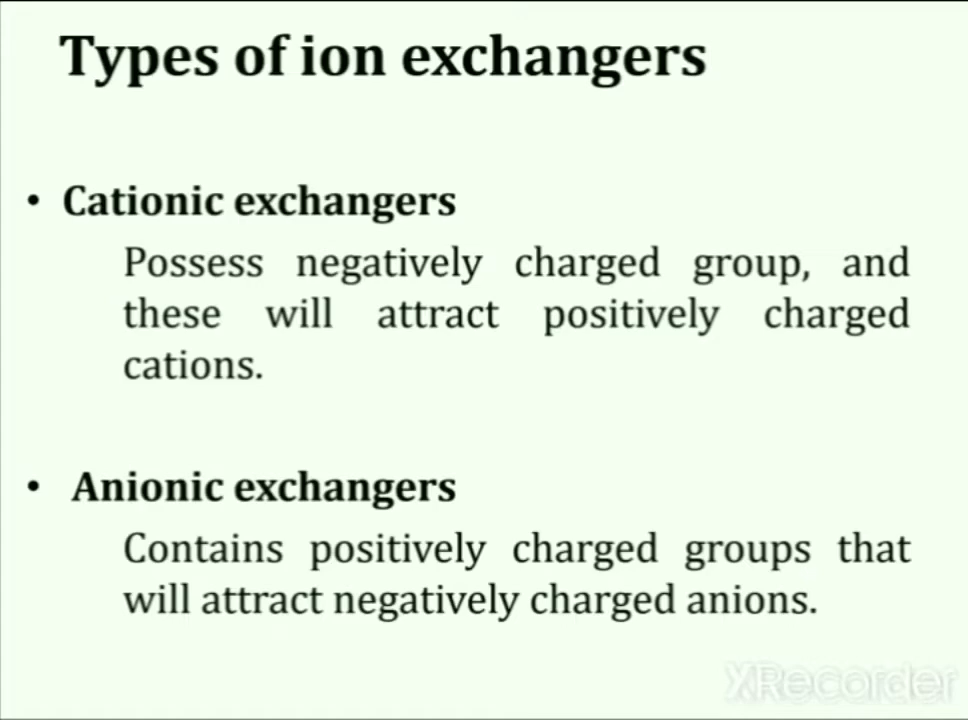 Types of ion exchangers
• Cationic exchangers
Possess negatively charged group, and
these will attract positively charged
cations.
• Anionic exchangers
Contains positively charged groups that
will attract negatively charged anions.
XRecorder